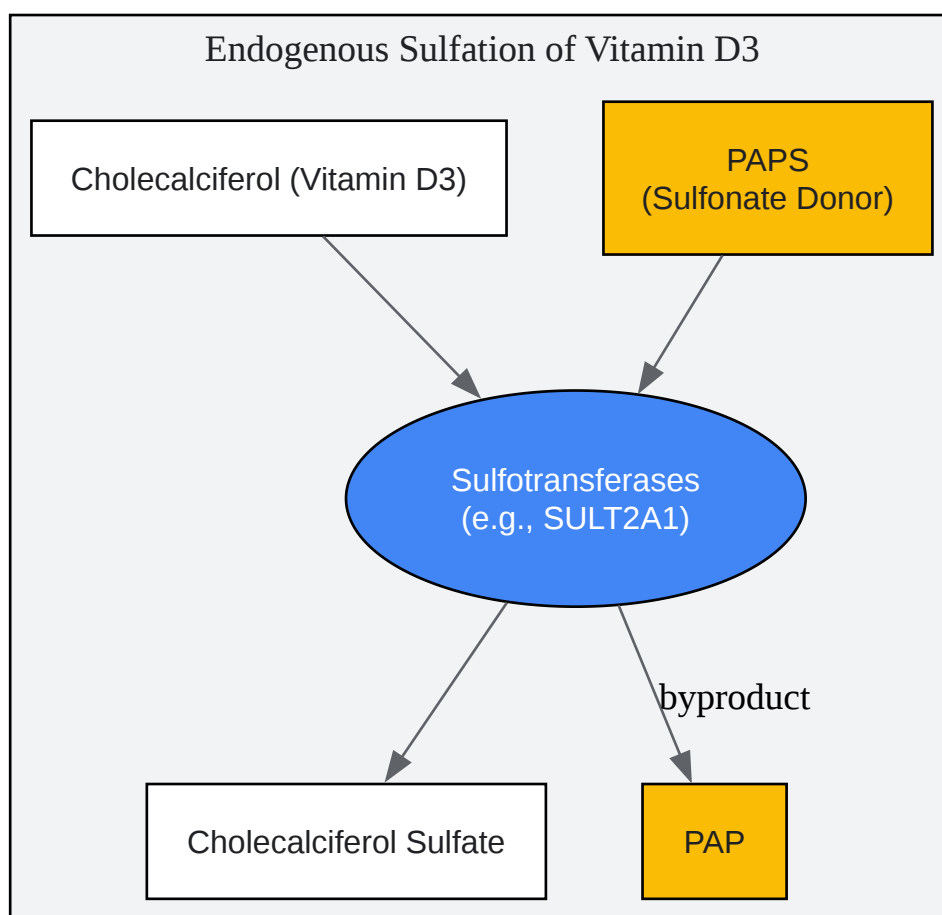 Endogenous Sulfation of Vitamin D3
Cholecalciferol (Vitamin D3)
PAPS
(Sulfonate Donor)
Sulfotransferases
(e.g., SULT2A1)
byproduct
Cholecalciferol Sulfate
PAP